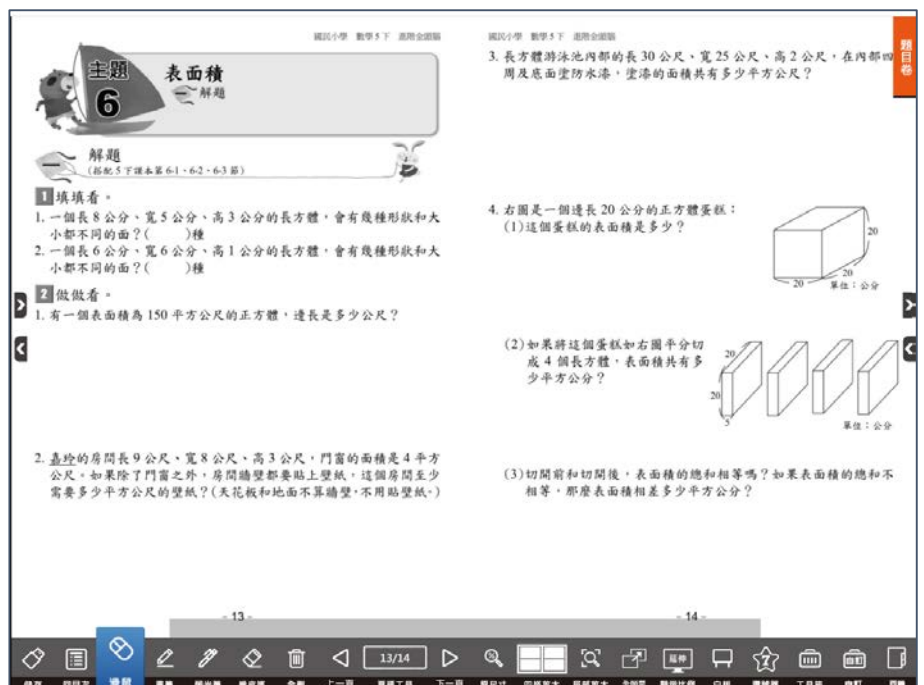 國民小學 數學5下 進階金頭腦
主題
6
表面積
一 解題
一 解題
(搭配5下課本第6-1、6-2、6-3節)
1 填填看。
1. 一個長8公分、寬5公分、高3公分的長方體，會有幾種形狀和大
小都不同的面？( )種
2. 一個長6公分、寬6公分、高1公分的長方體，會有幾種形狀和大
小都不同的面？( )種
2 做做看。
1. 有一個表面積為150平方公尺的正方體，邊長是多少公尺？
2. 嘉玲的房間長9公尺、寬8公尺、高3公尺，門窗的面積是4平方
公尺。如果除了門窗之外，房間牆壁都要貼上壁紙，這個房間至少
需要多少平方公尺的壁紙？(天花板和地面不算牆壁，不用貼壁紙。)
- 13 -
國民小學 數學5下 進階金頭腦
題目卷
3. 長方體游泳池內部的長30公尺、寬25公尺、高2公尺，在內部四
周及底面塗防水漆，塗漆的面積共有多少平方公尺？
4. 右圖是一個邊長20公分的正方體蛋糕：
(1)這個蛋糕的表面積是多少？
20
20
20
單位：公分
(2)如果將這個蛋糕如右圖平分切
成4個長方體，表面積共有多
少平方公分？
20
20
5
單位：公分
(3)切開前和切開後，表面積的總和相等嗎？如果表面積的總和不
相等，那麼表面積相差多少平方公分？
- 14 -
13/14
延伸